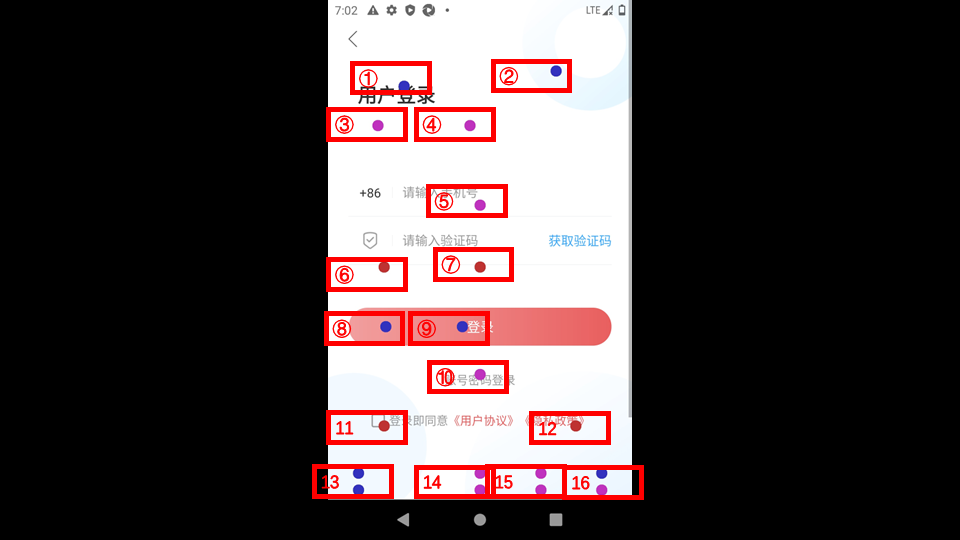 7:02 LTE
① ②
用户登录
③ ④
+86 请输入手机号
⑤
请输入验证码 获取验证码
⑥ ⑦
⑧ ⑨ 登录
⑩ 账号密码登录
登录即同意《用户协议》《隐私政策》
11 12
13 14 15 16